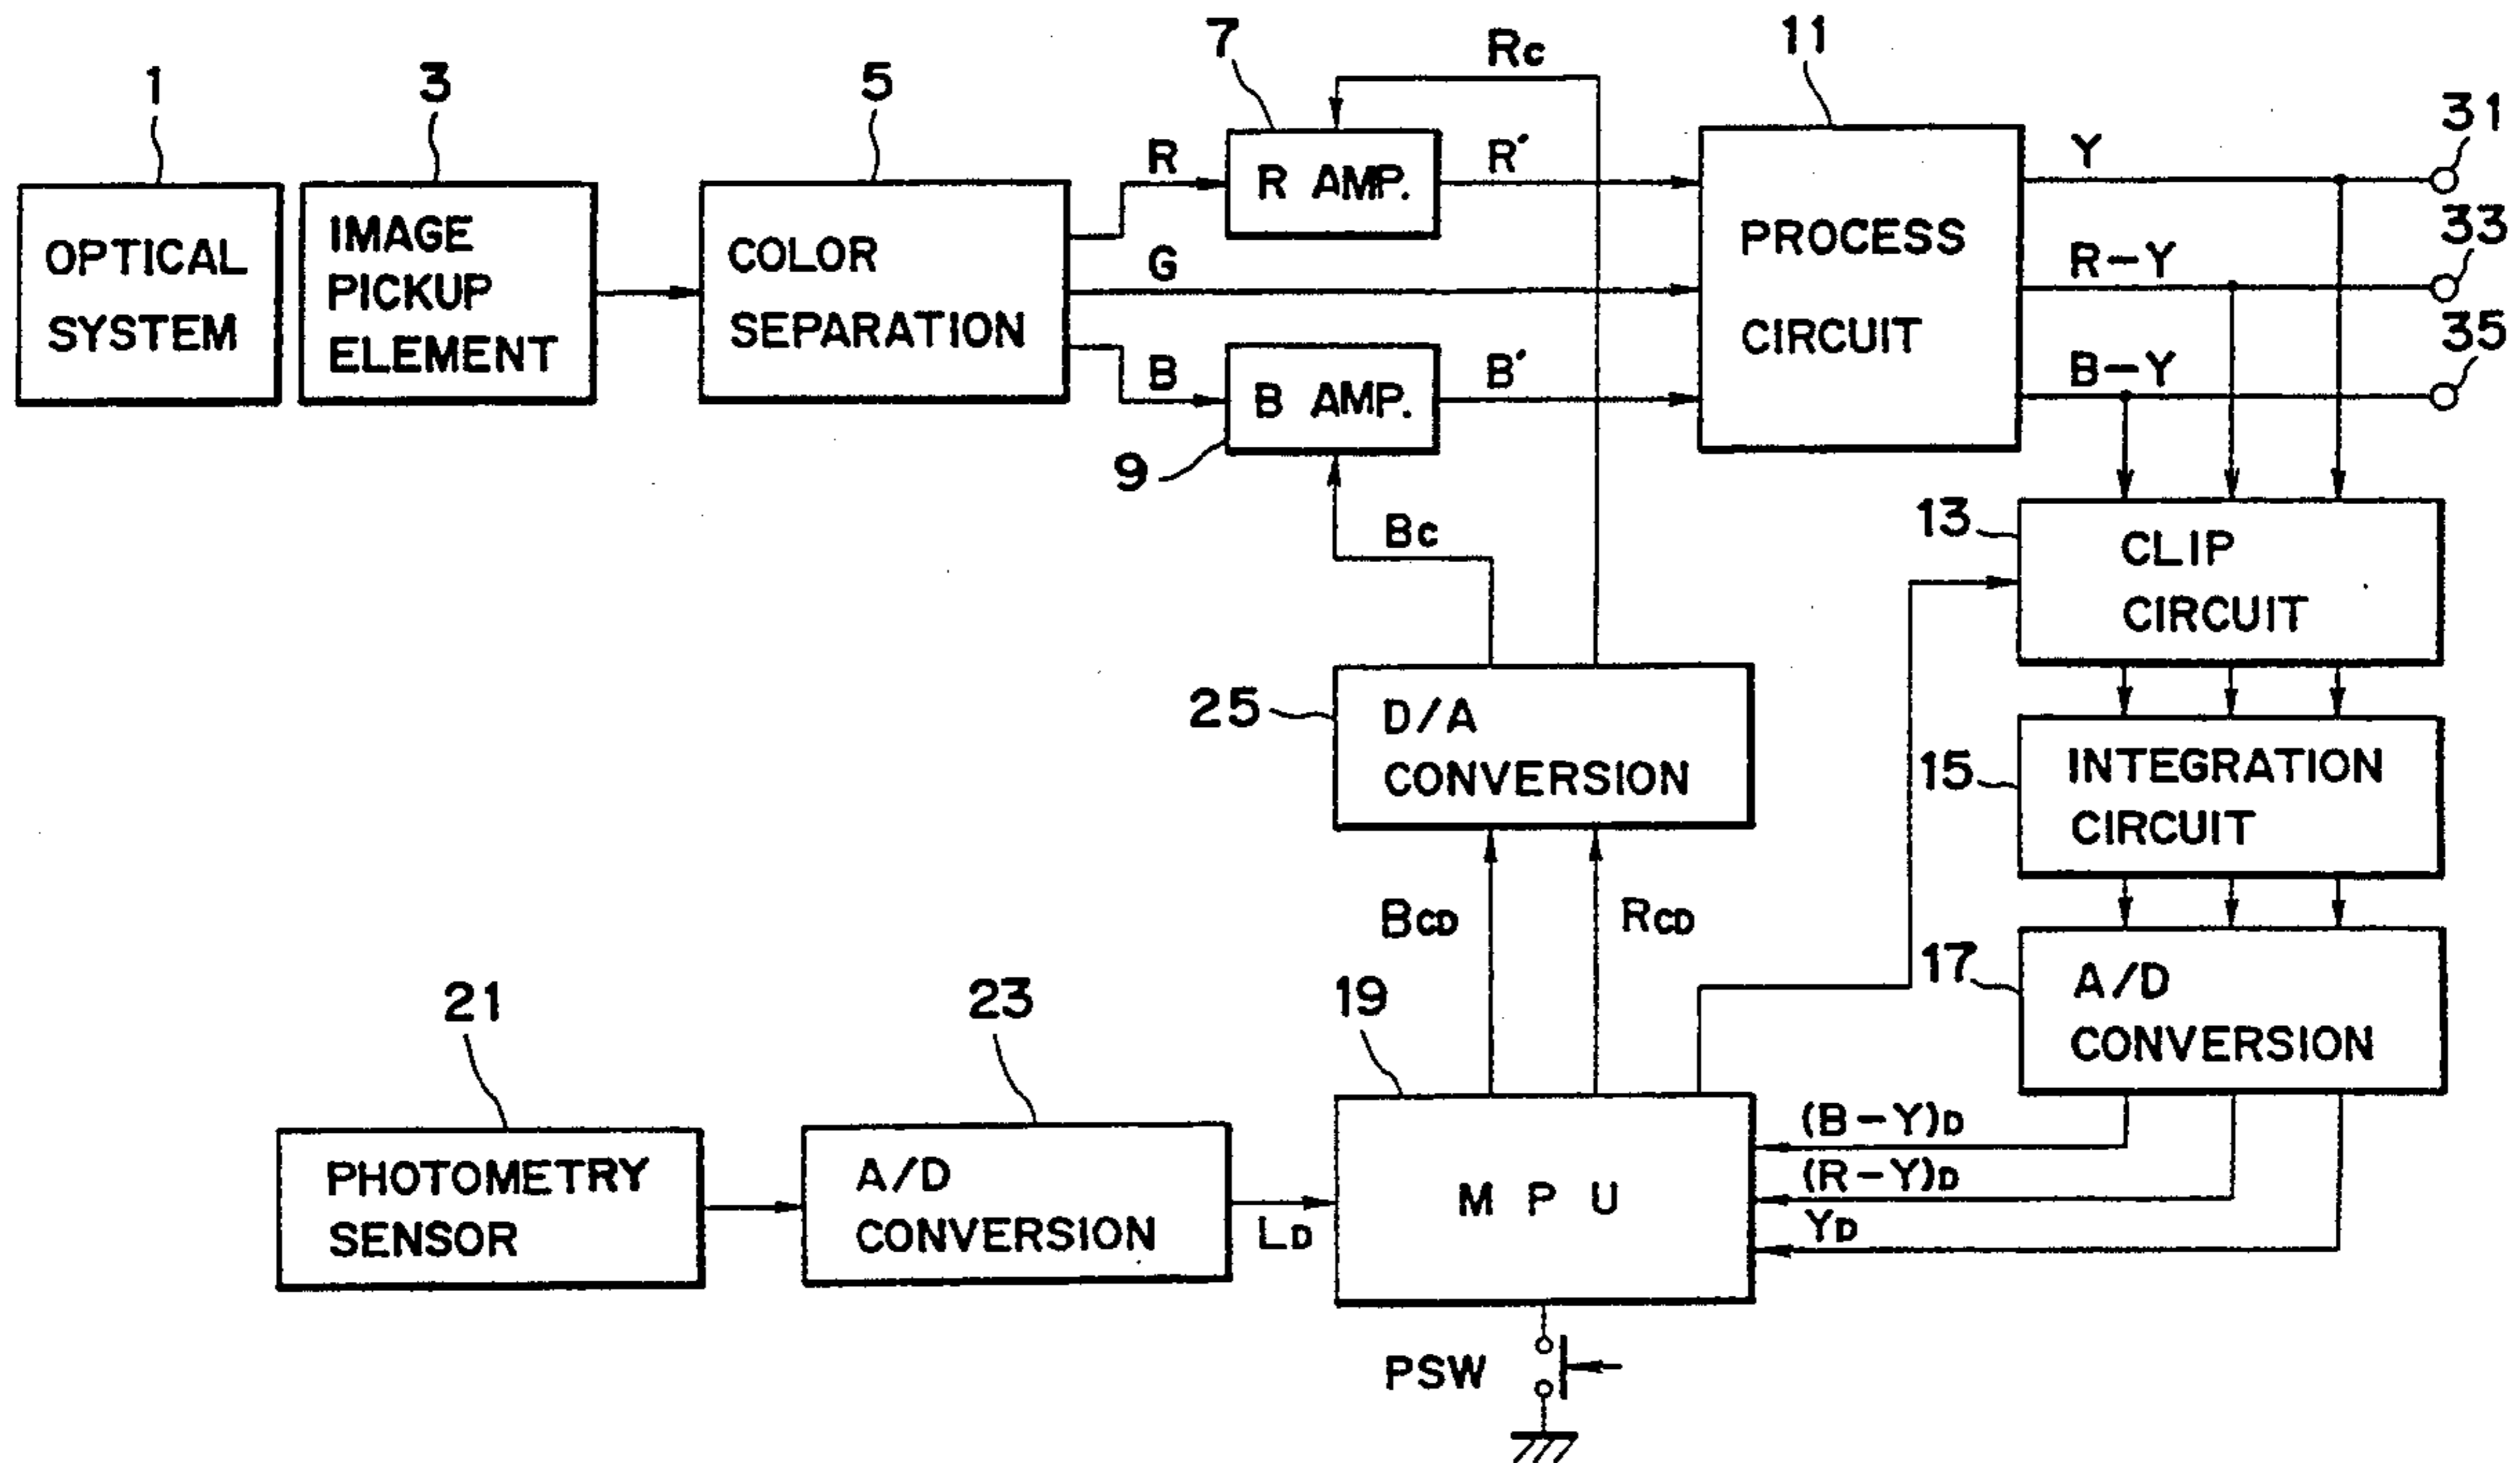 1
3
5
7
Rc
11
31
33
35
OPTICAL
SYSTEM
IMAGE
PICKUP
ELEMENT
COLOR
SEPARATION
R
G
B
R AMP.
B AMP.
9
R'
B'
PROCESS
CIRCUIT
Y
R-Y
B-Y
Bc
13
CLIP
CIRCUIT
25
D/A
CONVERSION
15
INTEGRATION
CIRCUIT
BCD
RCD
17
A/D
CONVERSION
21
23
19
PHOTOMETRY
SENSOR
A/D
CONVERSION
LD
MPU
(B-Y)D
(R-Y)D
YD
PSW